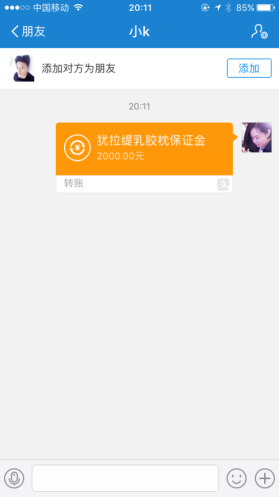 中国移动 20:11 85%
朋友 小k
添加对方为朋友 添加
20:11
犹拉缇乳胶枕保证金
2000.00元
转账 支